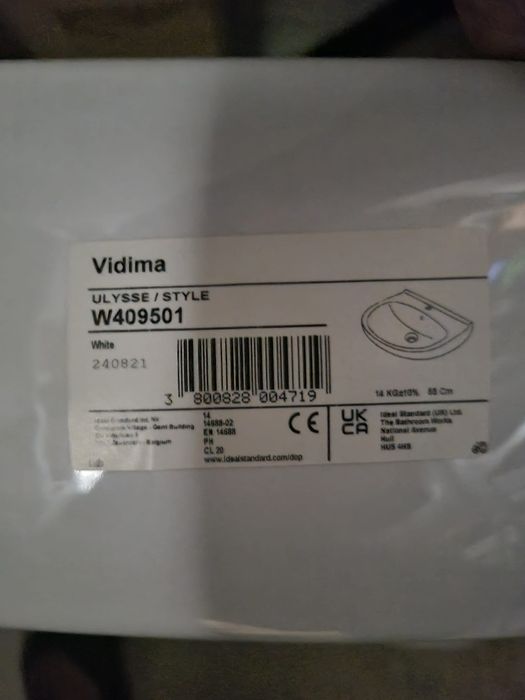 Vidima
ULYSSE / STYLE
W409501
White
240821
3 800828 004719
14 KG±10%
Cm
14
14688-02
EN 14688
PH
CL 20
www.idealstandard.com/dop
CE
UK
CA
Ideal Standard (UK) Ltd.
The Bathroom Works
National Avenue
Hull
HU5 4HS